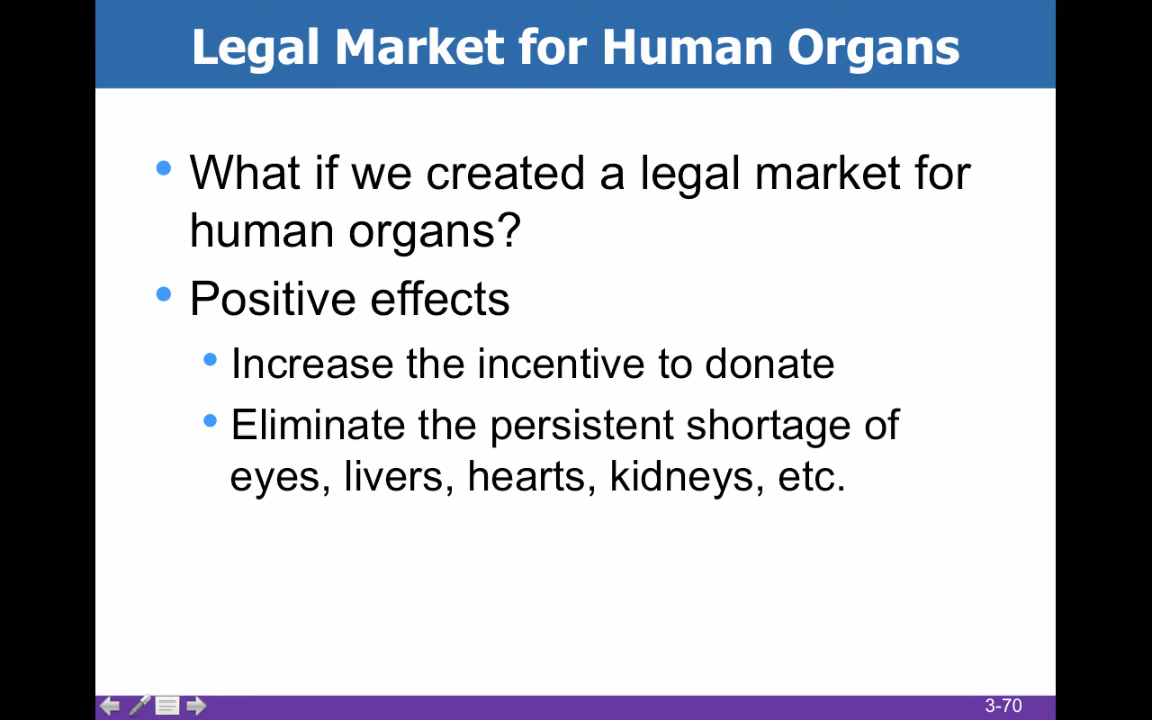 Legal Market for Human Organs
• What if we created a legal market for
human organs?
• Positive effects
• Increase the incentive to donate
• Eliminate the persistent shortage of
eyes, livers, hearts, kidneys, etc.
3-70